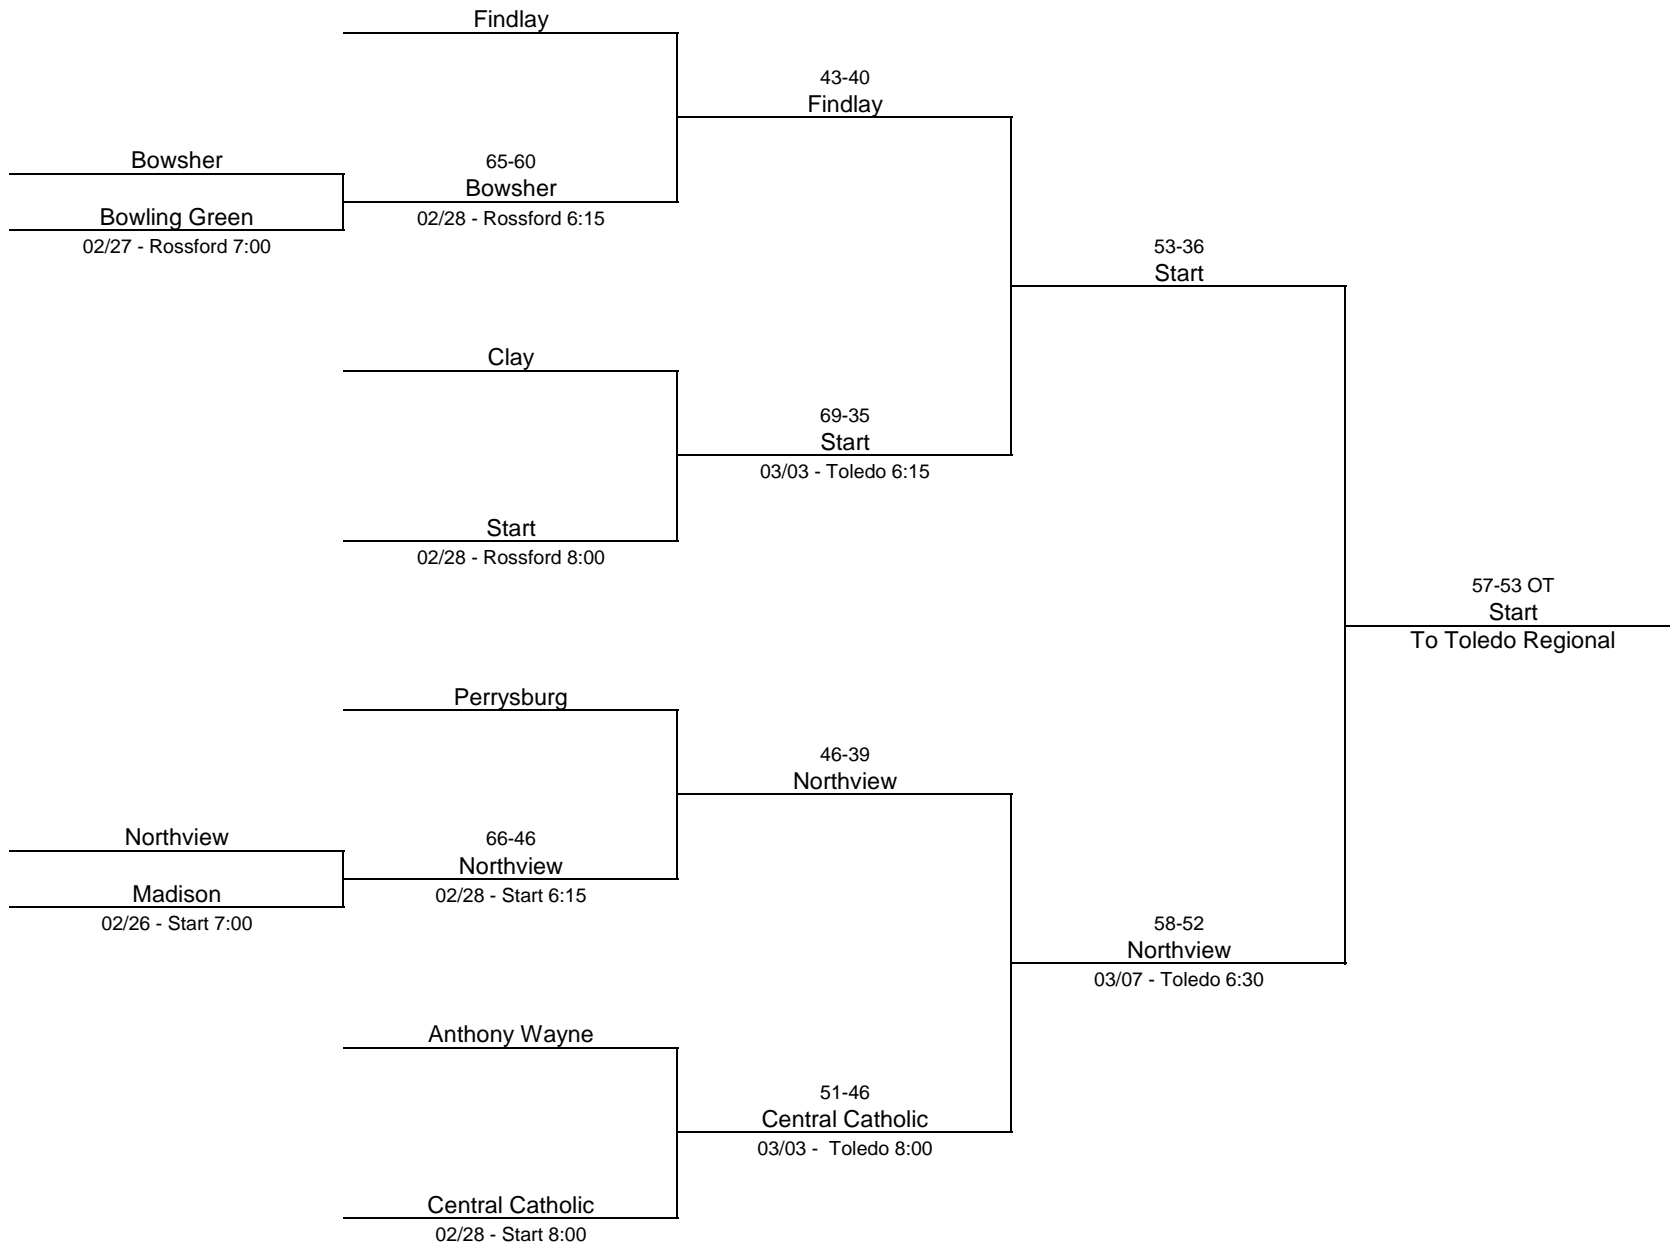 Findlay
43-40
Findlay
Bowsher
65-60
Bowsher
Bowling Green
02/28 - Rossford 6:15
02/27 - Rossford 7:00
53-36
Start
Clay
69-35
Start
03/03 - Toledo 6:15
Start
02/28 - Rossford 8:00
57-53 OT
Start
To Toledo Regional
Perrysburg
46-39
Northview
Northview
66-46
Northview
Madison
02/28 - Start 6:15
02/26 - Start 7:00
58-52
Northview
03/07 - Toledo 6:30
Anthony Wayne
51-46
Central Catholic
03/03 -  Toledo 8:00
Central Catholic
02/28 - Start 8:00